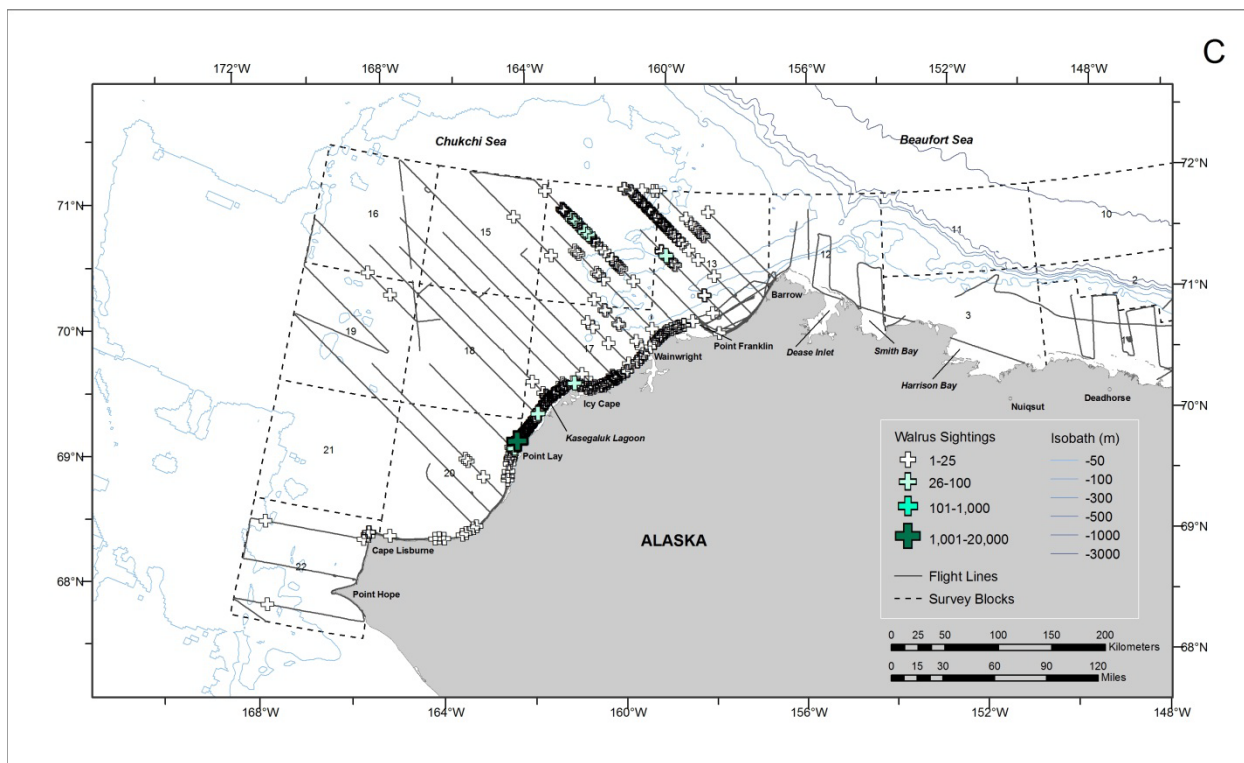 C
172°W 168°W 164°W 160°W 156°W 152°W 148°W
Chukchi Sea
Beaufort Sea
72°N
71°N
16
15
10
11
13
12
2
71°N
70°N
19
18
17
3
1
Barrow
Point Franklin
Wainwright
Dease Inlet
Smith Bay
Harrison Bay
Nuiqsut
Deadhorse
70°N
Icy Cape
Kasegaluk Lagoon
69°N
21
20
Point Lay
69°N
22
Cape Lisburne
Point Hope
68°N
68°N
ALASKA
Walrus Sightings
1-25
26-100
101-1,000
1,001-20,000
Isobath (m)
-50
-100
-300
-500
-1000
-3000
Flight Lines
Survey Blocks
0 25 50 100 150 200
Kilometers
0 15 30 60 90 120
Miles
168°W 164°W 160°W 156°W 152°W 148°W